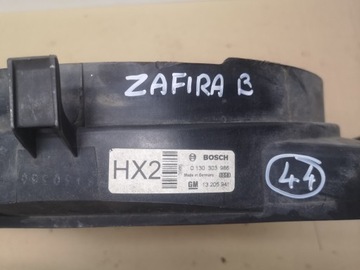 ZAFIRA B
HX2
BOSCH
0 130 303 986
Made in Germany
GM 13 205 947
44